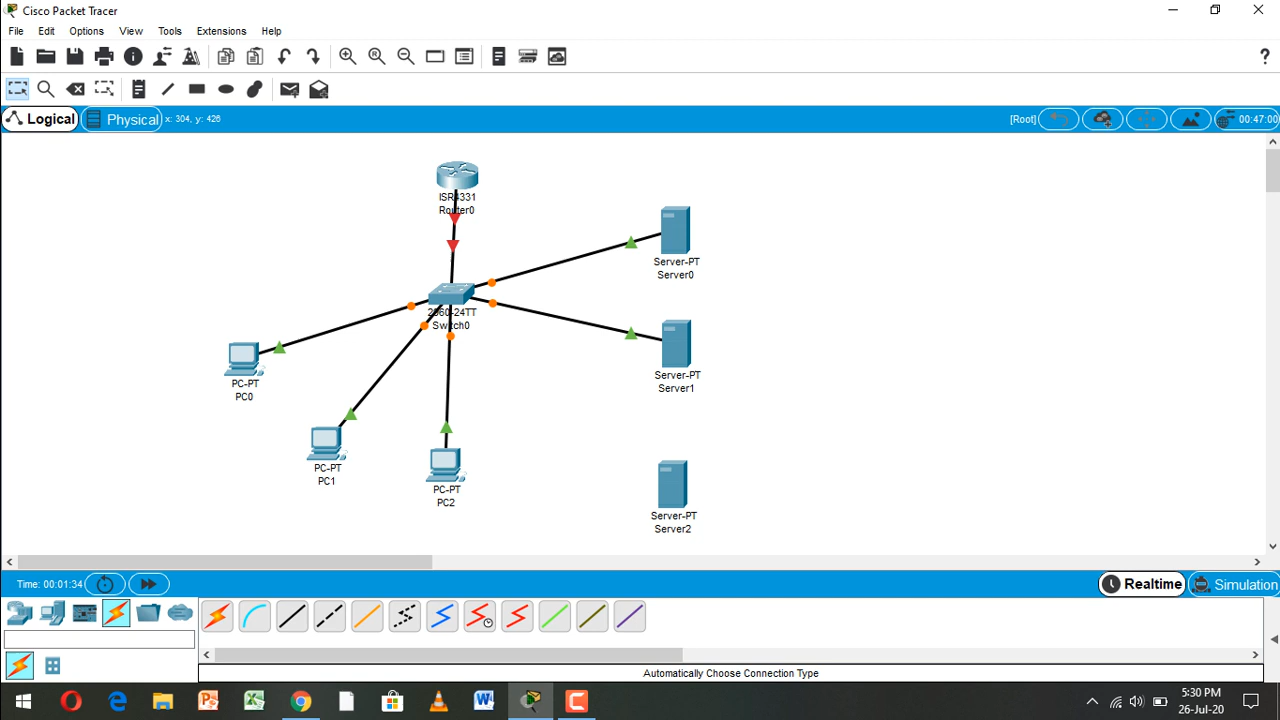 Cisco Packet Tracer
File Edit Options View Tools Extensions Help
?
Logical Physical x: 304, y: 426 [Root] 00:47:00
ISR4331
Router0
Server-PT
Server0
2960-24TT
Switch0
PC-PT
PC0
Server-PT
Server1
PC-PT
PC1
PC-PT
PC2
Server-PT
Server2
Time: 00:01:34 Realtime Simulation
Automatically Choose Connection Type
5:30 PM
26-Jul-20